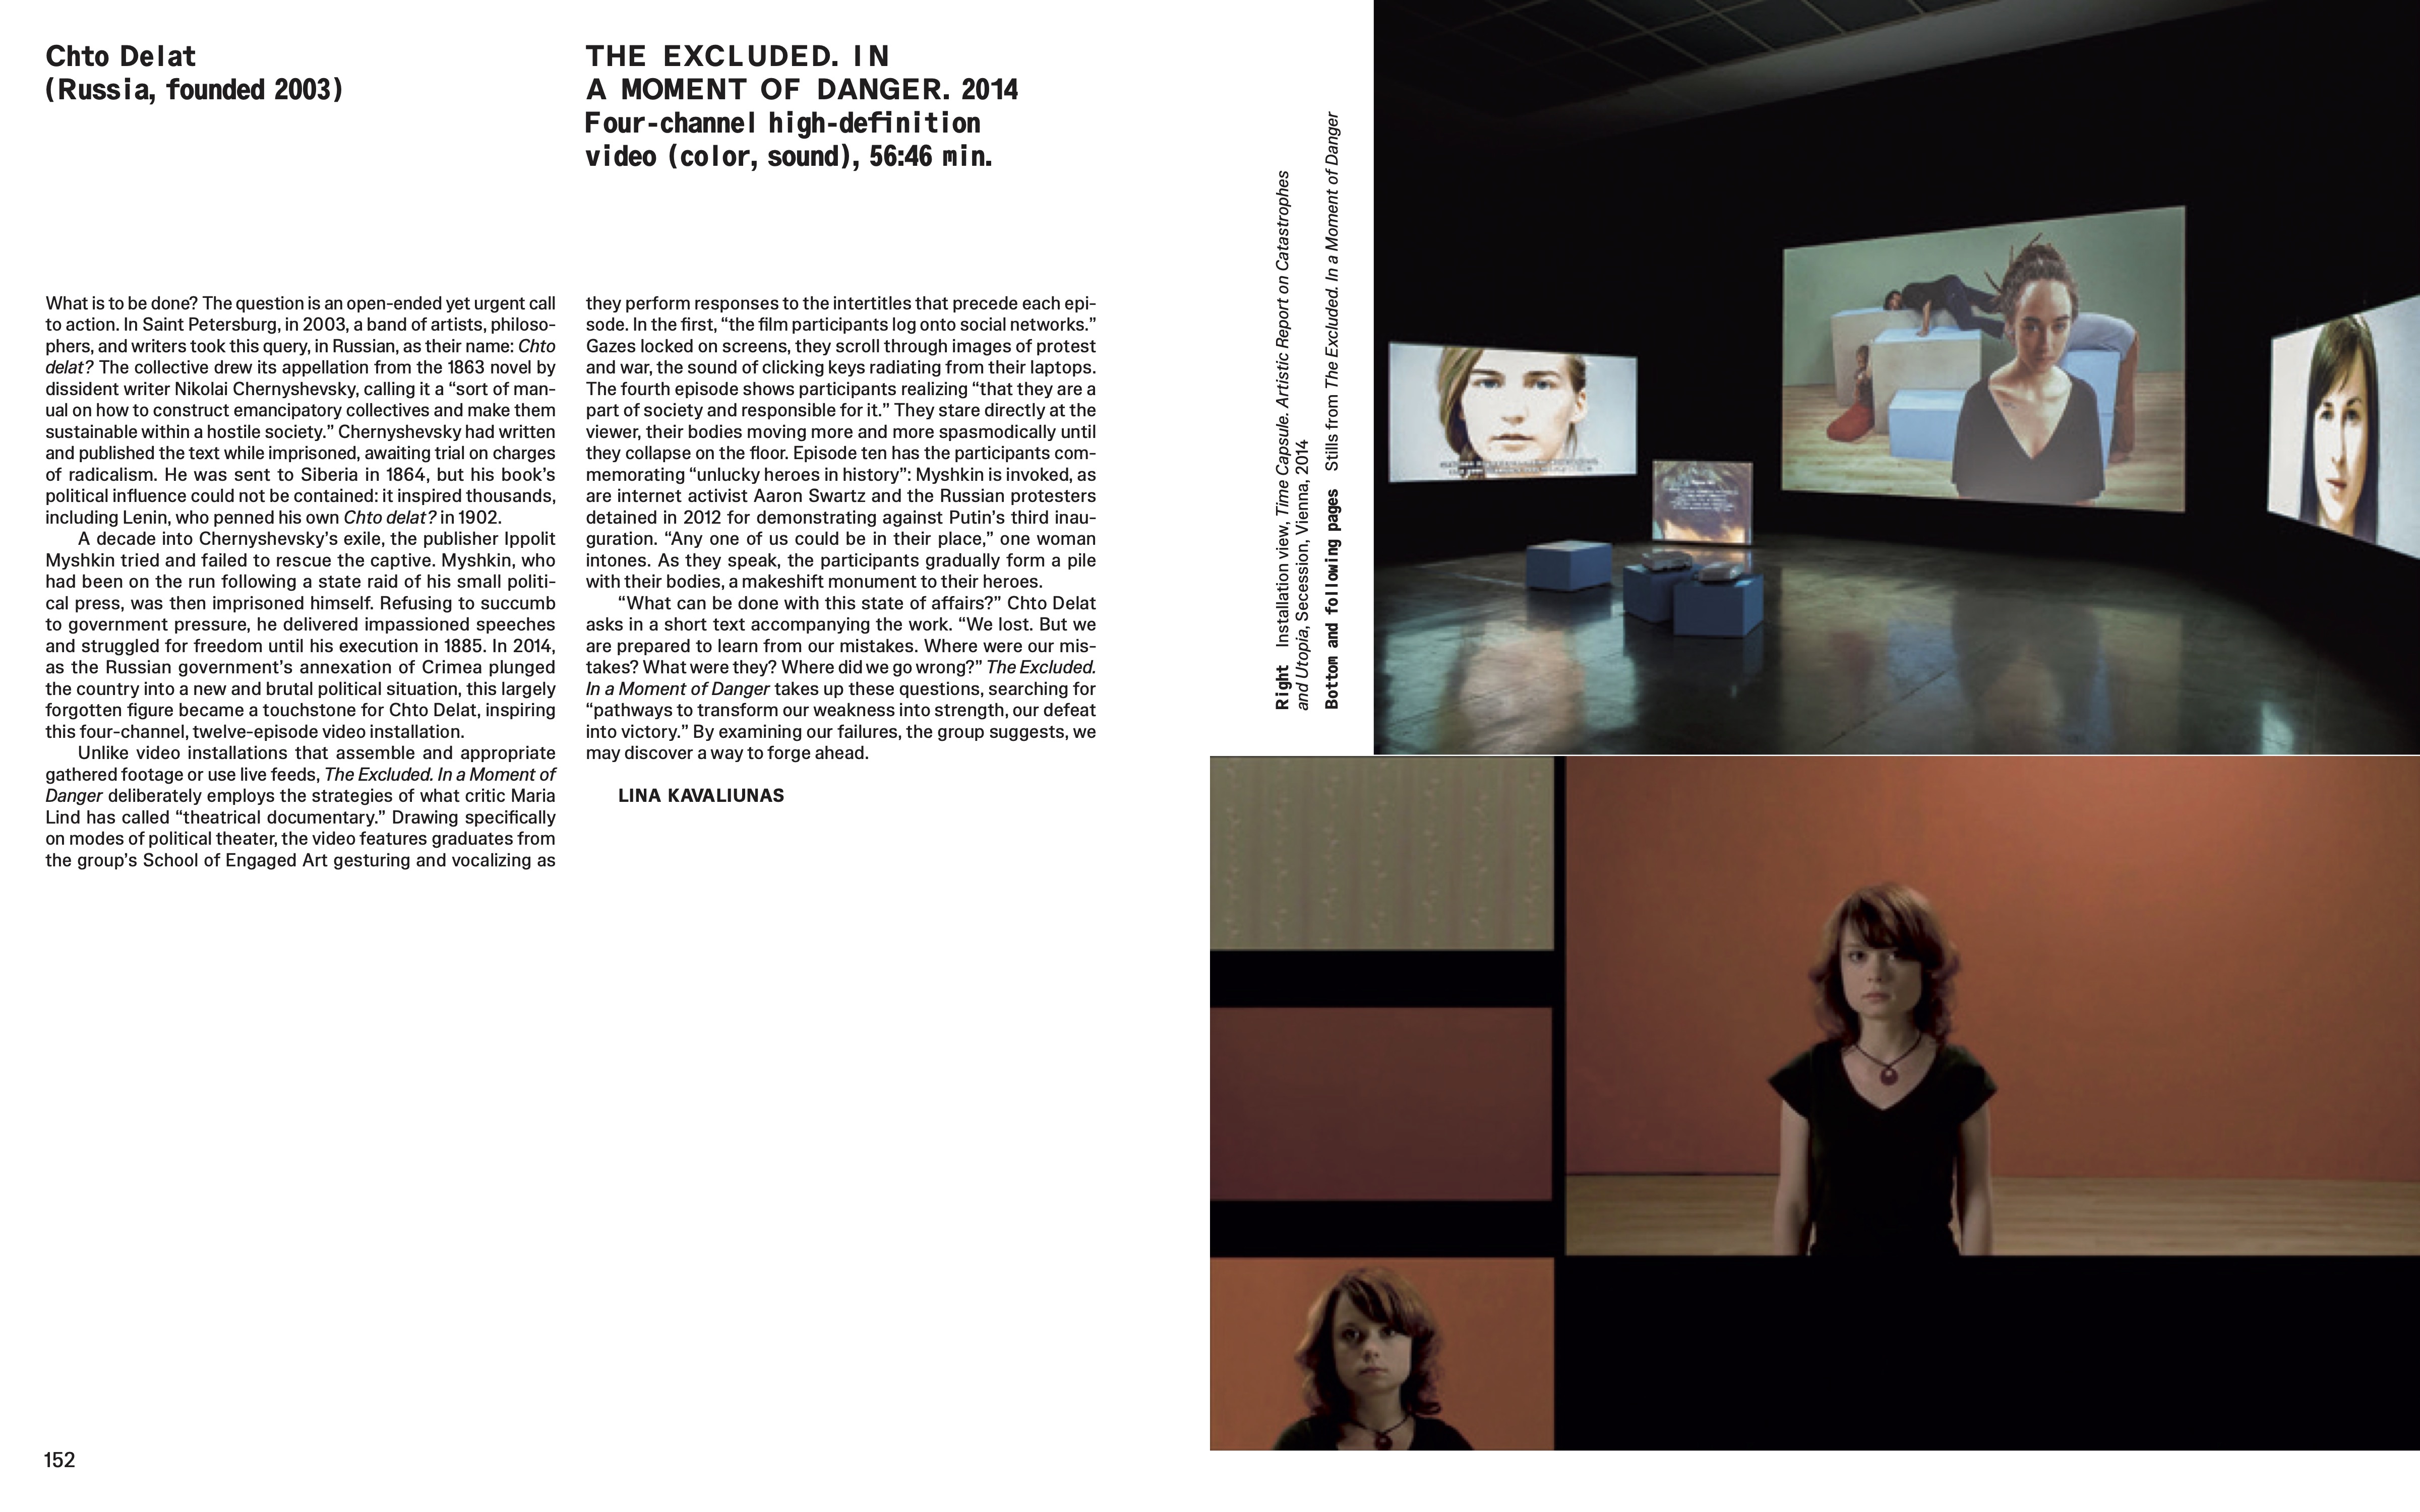 Chto Delat
(Russia, founded 2003)
THE EXCLUDED. IN
A MOMENT OF DANGER. 2014
Four-channel high-definition
video (color, sound), 56:46 min.
What is to be done? The question is an open-ended yet urgent call
to action. In Saint Petersburg, in 2003, a band of artists, philoso-
phers, and writers took this query, in Russian, as their name: Chto
delat? The collective drew its appellation from the 1863 novel by
dissident writer Nikolai Chernyshevsky, calling it a “sort of man-
ual on how to construct emancipatory collectives and make them
sustainable within a hostile society.” Chernyshevsky had written
and published the text while imprisoned, awaiting trial on charges
of radicalism. He was sent to Siberia in 1864, but his book’s
political influence could not be contained: it inspired thousands,
including Lenin, who penned his own Chto delat? in 1902.
A decade into Chernyshevsky’s exile, the publisher Ippolit
Myshkin tried and failed to rescue the captive. Myshkin, who
had been on the run following a state raid of his small politi-
cal press, was then imprisoned himself. Refusing to succumb
to government pressure, he delivered impassioned speeches
and struggled for freedom until his execution in 1885. In 2014,
as the Russian government’s annexation of Crimea plunged
the country into a new and brutal political situation, this largely
forgotten figure became a touchstone for Chto Delat, inspiring
this four-channel, twelve-episode video installation.
Unlike video installations that assemble and appropriate
gathered footage or use live feeds, The Excluded. In a Moment of
Danger deliberately employs the strategies of what critic Maria
Lind has called “theatrical documentary.” Drawing specifically
on modes of political theater, the video features graduates from
the group’s School of Engaged Art gesturing and vocalizing as
they perform responses to the intertitles that precede each epi-
sode. In the first, “the film participants log onto social networks.”
Gazes locked on screens, they scroll through images of protest
and war, the sound of clicking keys radiating from their laptops.
The fourth episode shows participants realizing “that they are a
part of society and responsible for it.” They stare directly at the
viewer, their bodies moving more and more spasmodically until
they collapse on the floor. Episode ten has the participants com-
memorating “unlucky heroes in history”: Myshkin is invoked, as
are internet activist Aaron Swartz and the Russian protesters
detained in 2012 for demonstrating against Putin’s third inau-
guration. “Any one of us could be in their place,” one woman
intones. As they speak, the participants gradually form a pile
with their bodies, a makeshift monument to their heroes.
“What can be done with this state of affairs?” Chto Delat
asks in a short text accompanying the work. “We lost. But we
are prepared to learn from our mistakes. Where were our mis-
takes? What were they? Where did we go wrong?” The Excluded.
In a Moment of Danger takes up these questions, searching for
“pathways to transform our weakness into strength, our defeat
into victory.” By examining our failures, the group suggests, we
may discover a way to forge ahead.
LINA KAVALIUNAS
152
Right Installation view, Time Capsule. Artistic Report on Catastrophes
and Utopia, Secession, Vienna, 2014
Bottom and following pages Stills from The Excluded. In a Moment of Danger